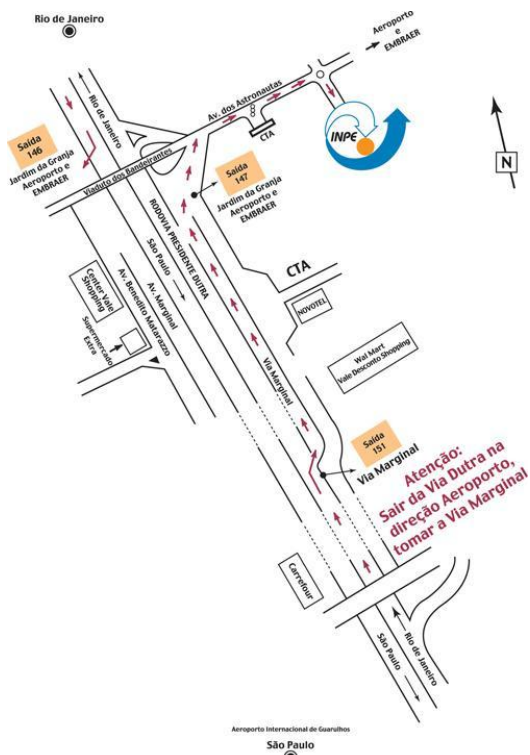 Rio de Janeiro
Aeroporto
e
EMBRAER
Rio de Janeiro
Av. dos Astronautas
CTA
INPE
N
Saída
146
Jardim da Granja
Aeroporto e
EMBRAER
Viaduto dos Bandeirantes
Saída
147
Jardim da Granja
Aeroporto e
EMBRAER
RODOVIA PRESIDENTE DUTRA
São Paulo
Av. Marginal
Av. Benedito Matarazzo
Center Vale
Shopping
Supermercado
Extra
CTA
NOVOTEL
Wal Mart
Vale Desconto Shopping
Via Marginal
Saída
151
Via Marginal
Atenção:
Sair da Via Dutra na
direção Aeroporto,
tomar a Via Marginal
Carrefour
São Paulo
Rio de Janeiro
Aeroporto Internacional de Guarulhos
São Paulo